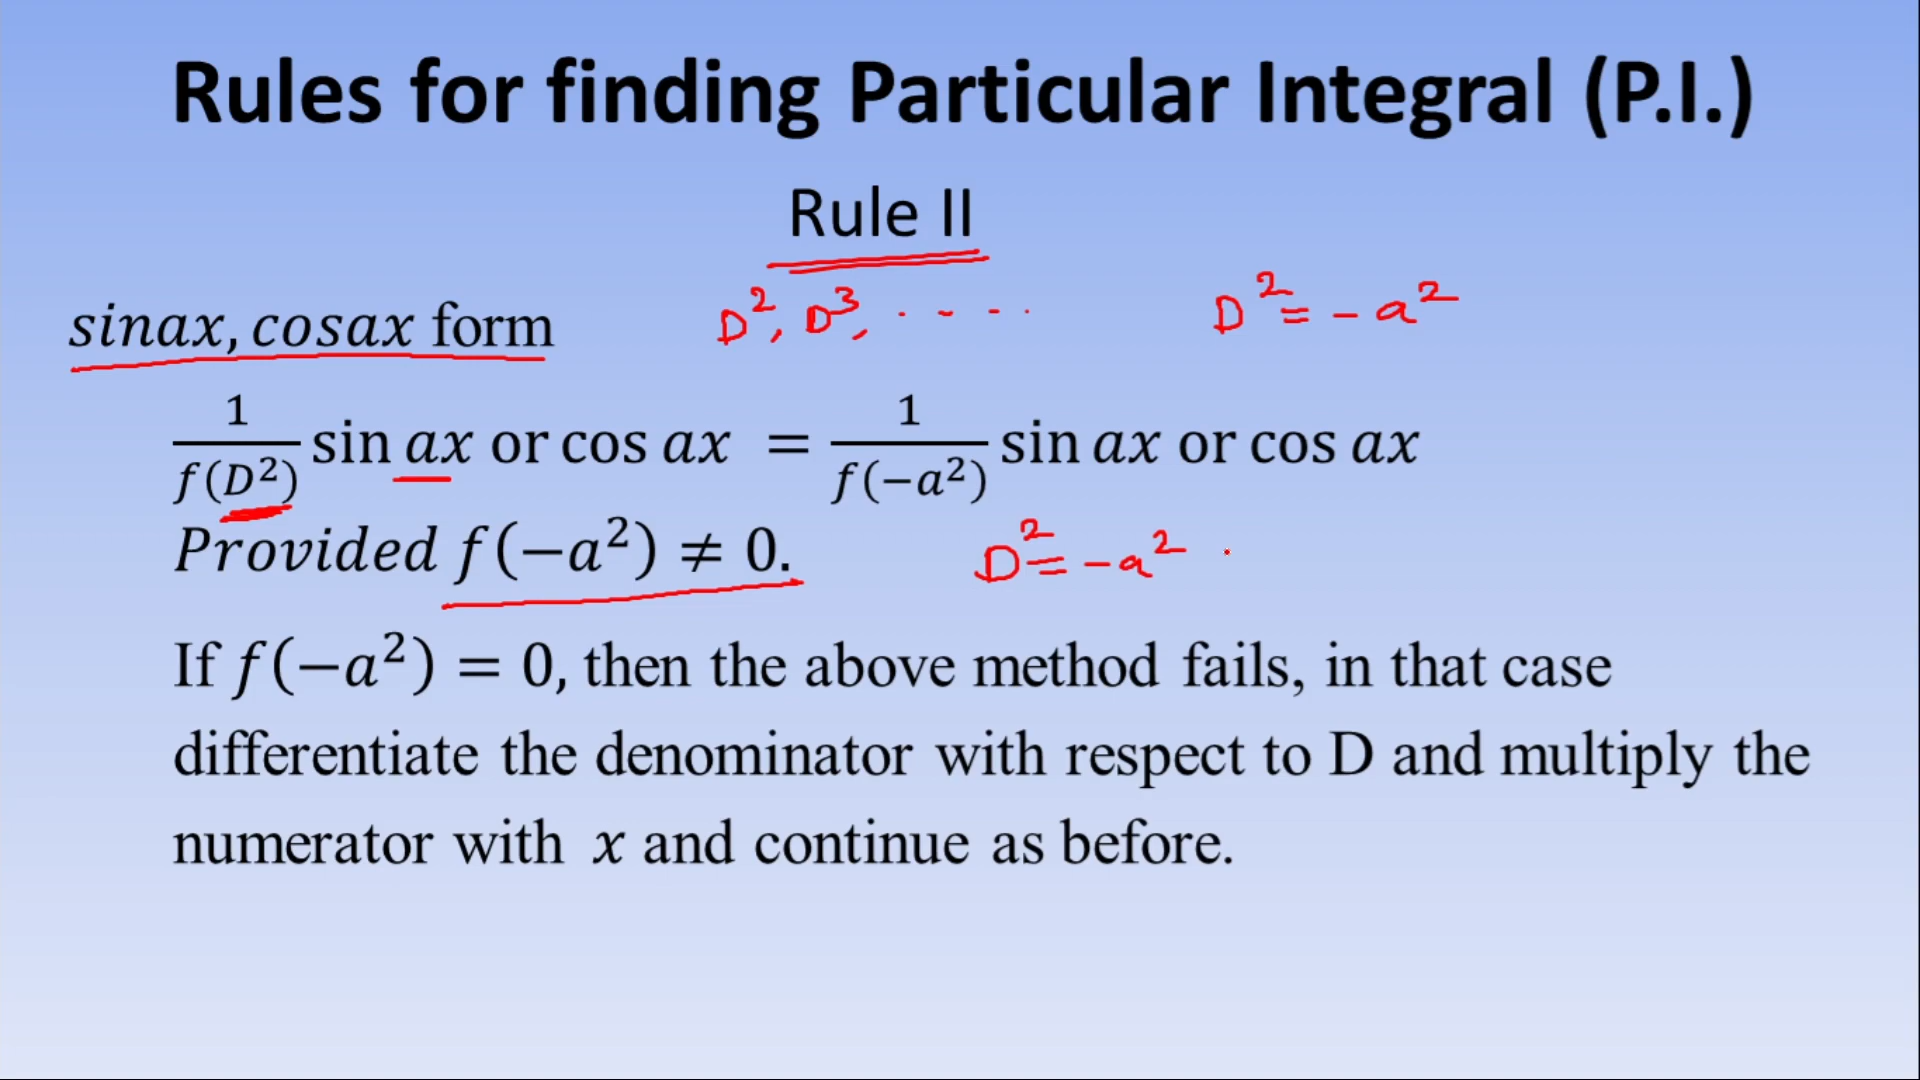 Rules for finding Particular Integral (P.I.)
Rule II
sinax, cosax form D², D³, . - - . D² = -a²
1/f(D²) sin ax or cos ax = 1/f(−a²) sin ax or cos ax
Provided f(−a²) ≠ 0. D² = -a²
If f(−a²) = 0, then the above method fails, in that case
differentiate the denominator with respect to D and multiply the
numerator with x and continue as before.